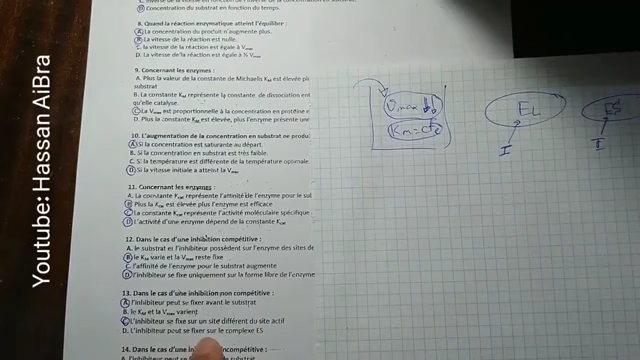 D. Concentration du substrat en fonction du temps.
8. Quand la réaction enzymatique atteint l'équilibre :
A. La concentration du produit n'augmente plus.
B. La vitesse de la réaction est nulle.
C. la vitesse de la réaction est égale à Vmax
D. La vitesse de la réaction est égale à ½ Vmax
9. Concernant les enzymes :
A. Plus la valeur de la constante de Michaelis KM est élevée pl
substrat
B. La constante KM représente la constante de dissociation ent
qu'elle catalyse.
C. La Vmax est proportionnelle à la concentration en protéine e
D. Plus la constante KM est élevée, plus l'enzyme présente une
10. L'augmentation de la concentration en substrat ne produ
A. Si la concentration est saturante au départ.
B. Si la concentration en substrat est très faible.
C. Si la température est différente de la température optimale.
D. Si la vitesse initiale a atteint la Vmax
11. Concernant les enzymes :
A. La constante Kcat représente l'affinité de l'enzyme pour le sul
B. Plus la Kcat est élevée plus l'enzyme est efficace
C. La constante Kcat représente l'activité moléculaire spécifique
D. L'activité d'une enzyme dépend de la constante Kcat
12. Dans le cas d'une inhibition compétitive :
A. le substrat et l'inhibiteur possèdent sur l'enzyme des sites de
B. le KM varie et la Vmax reste fixe
C. l'affinité de l'enzyme pour le substrat augmente
D. l'inhibiteur se fixe uniquement sur la forme libre de l'enzyme
13. Dans le cas d'une inhibition non compétitive :
A. l'inhibiteur peut se fixer avant le substrat
B. le KM et la Vmax varient
C. L'inhibiteur se fixe sur un site différent du site actif
D. L'inhibiteur peut se fixer sur le complexe ES
14. Dans le cas d'une in
Vmax ↓↓
Km = cte
EL
ES
I
I
Youtube: Hassan AiBra